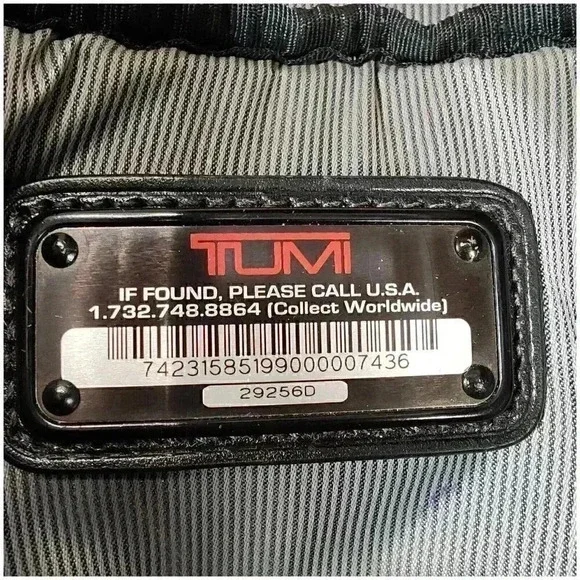 TUMI
IF FOUND, PLEASE CALL U.S.A.
1.732.748.8864 (Collect Worldwide)
74231585199000007436
29256D